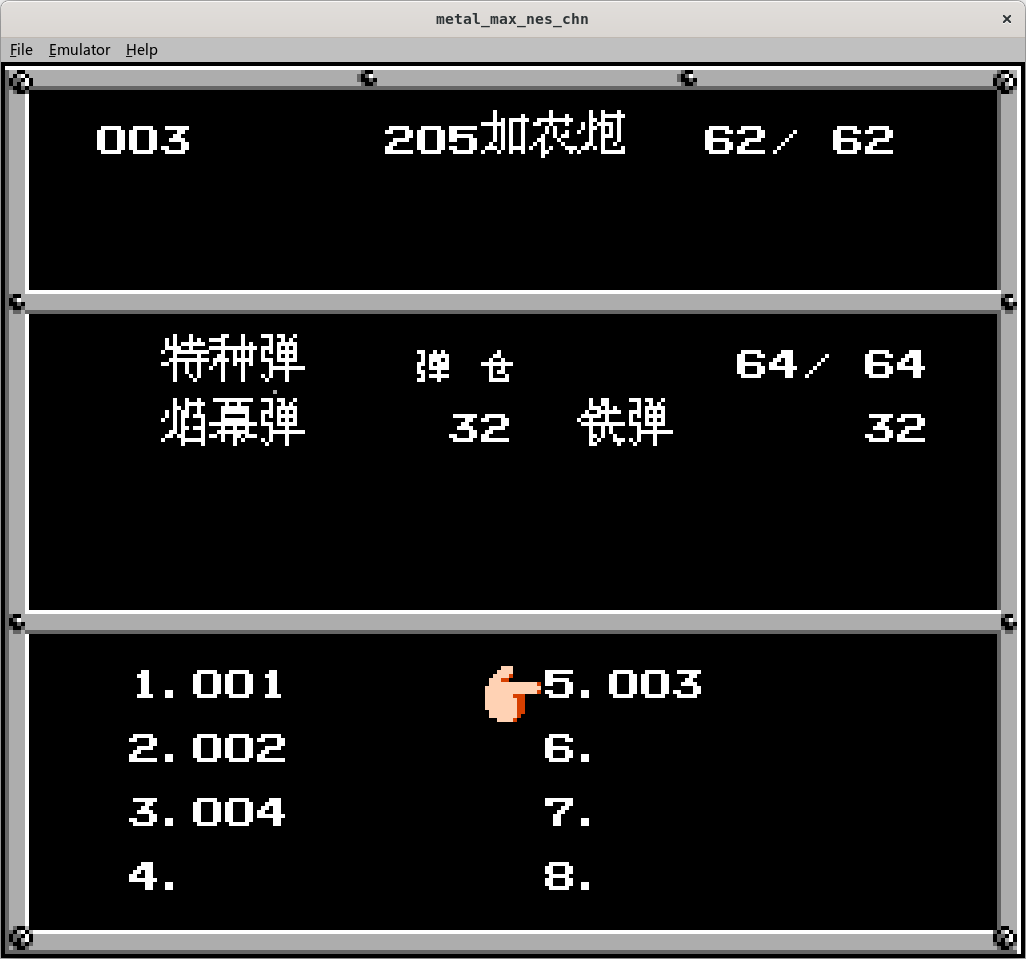 metal_max_nes_chn
File Emulator Help
003 205加农炮 62/ 62
特种弹 弹 仓 64/ 64
焰幕弹 32 铁弹 32
1.001 5.003
2.002 6.
3.004 7.
4. 8.